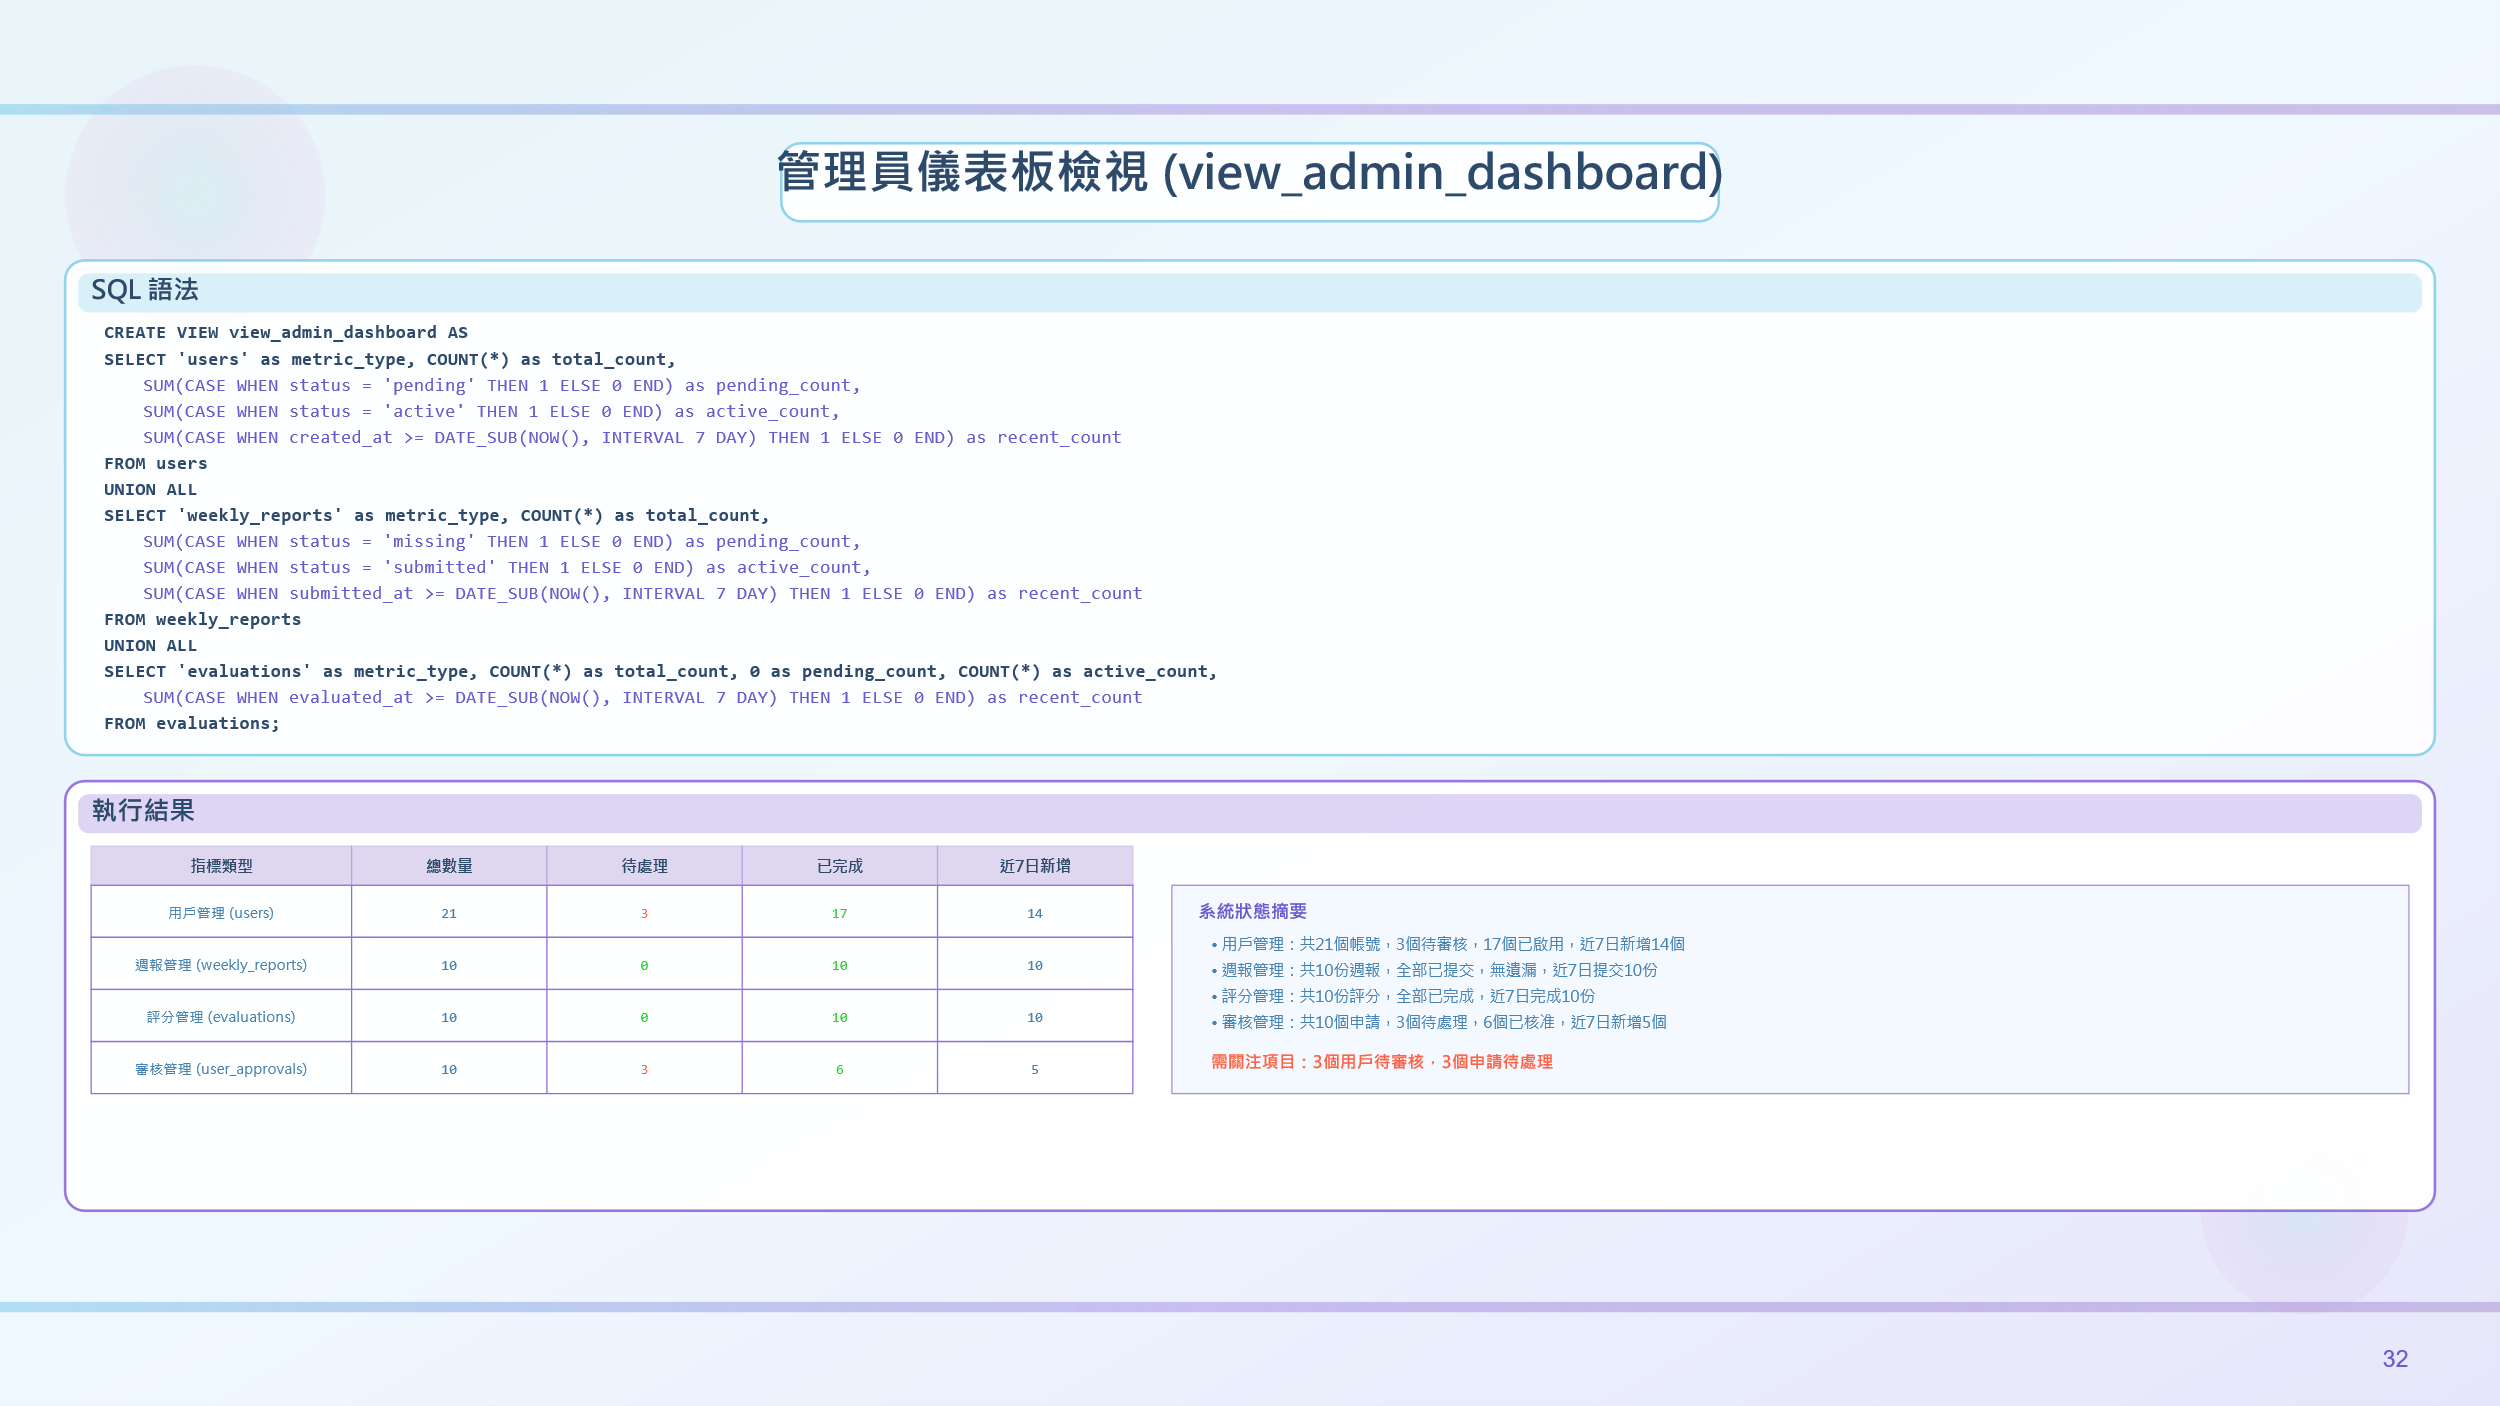 管理員儀表板檢視 (view_admin_dashboard)
SQL 語法
CREATE VIEW view_admin_dashboard AS
SELECT 'users' as metric_type, COUNT(*) as total_count,
SUM(CASE WHEN status = 'pending' THEN 1 ELSE 0 END) as pending_count,
SUM(CASE WHEN status = 'active' THEN 1 ELSE 0 END) as active_count,
SUM(CASE WHEN created_at >= DATE_SUB(NOW(), INTERVAL 7 DAY) THEN 1 ELSE 0 END) as recent_count
FROM users
UNION ALL
SELECT 'weekly_reports' as metric_type, COUNT(*) as total_count,
SUM(CASE WHEN status = 'missing' THEN 1 ELSE 0 END) as pending_count,
SUM(CASE WHEN status = 'submitted' THEN 1 ELSE 0 END) as active_count,
SUM(CASE WHEN submitted_at >= DATE_SUB(NOW(), INTERVAL 7 DAY) THEN 1 ELSE 0 END) as recent_count
FROM weekly_reports
UNION ALL
SELECT 'evaluations' as metric_type, COUNT(*) as total_count, 0 as pending_count, COUNT(*) as active_count,
SUM(CASE WHEN evaluated_at >= DATE_SUB(NOW(), INTERVAL 7 DAY) THEN 1 ELSE 0 END) as recent_count
FROM evaluations;
執行結果
指標類型 總數量 待處理 已完成 近7日新增
用戶管理 (users) 21 3 17 14
週報管理 (weekly_reports) 10 0 10 10
評分管理 (evaluations) 10 0 10 10
審核管理 (user_approvals) 10 3 6 5
系統狀態摘要
• 用戶管理：共21個帳號，3個待審核，17個已啟用，近7日新增14個
• 週報管理：共10份週報，全部已提交，無遺漏，近7日提交10份
• 評分管理：共10份評分，全部已完成，近7日完成10份
• 審核管理：共10個申請，3個待處理，6個已核准，近7日新增5個
需關注項目：3個用戶待審核，3個申請待處理
32